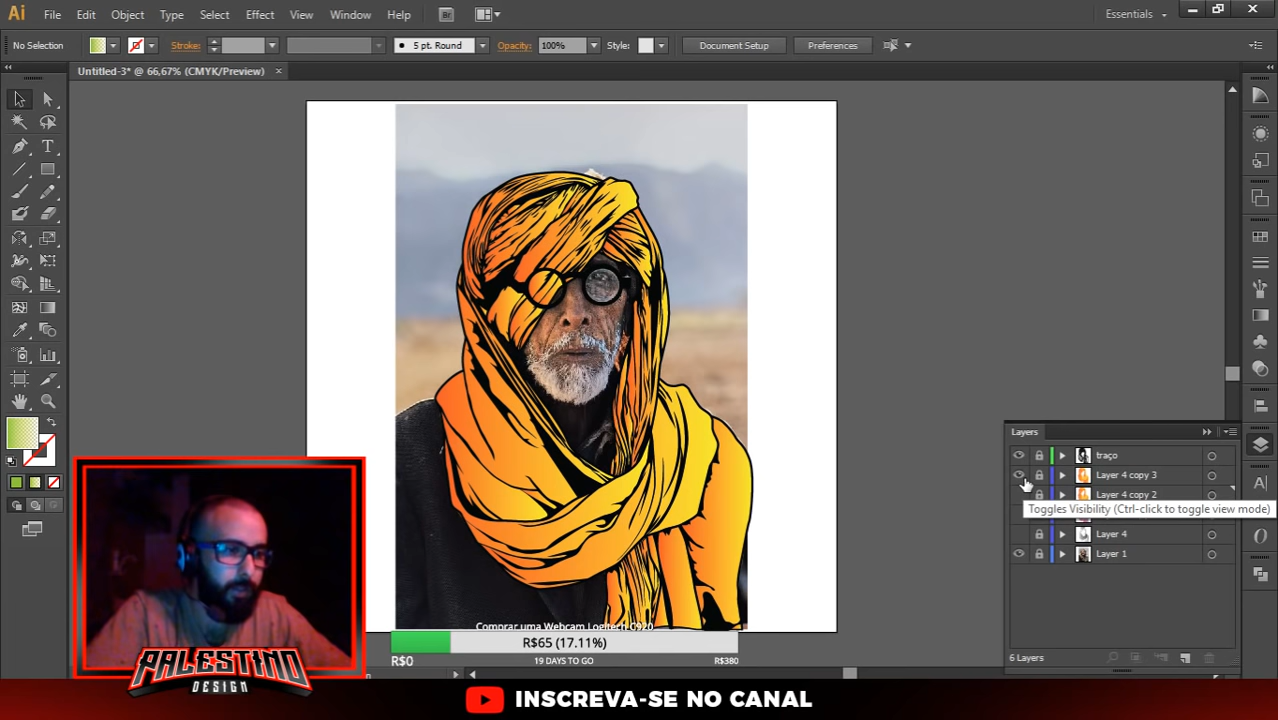 Ai File Edit Object Type Select Effect View Window Help Br Essentials
No Selection Stroke: 5 pt. Round Opacity: 100% Style: Document Setup Preferences
Untitled-3* @ 66,67% (CMYK/Preview)
Layers
traço
Layer 4 copy 3
Layer 4 copy 2
Toggles Visibility (Ctrl-click to toggle view mode)
Layer 4
Layer 1
6 Layers
Comprar uma Webcam Logitech C920
R$65 (17.11%)
R$0 19 DAYS TO GO R$380
PALESTINO
DESIGN
INSCREVA-SE NO CANAL